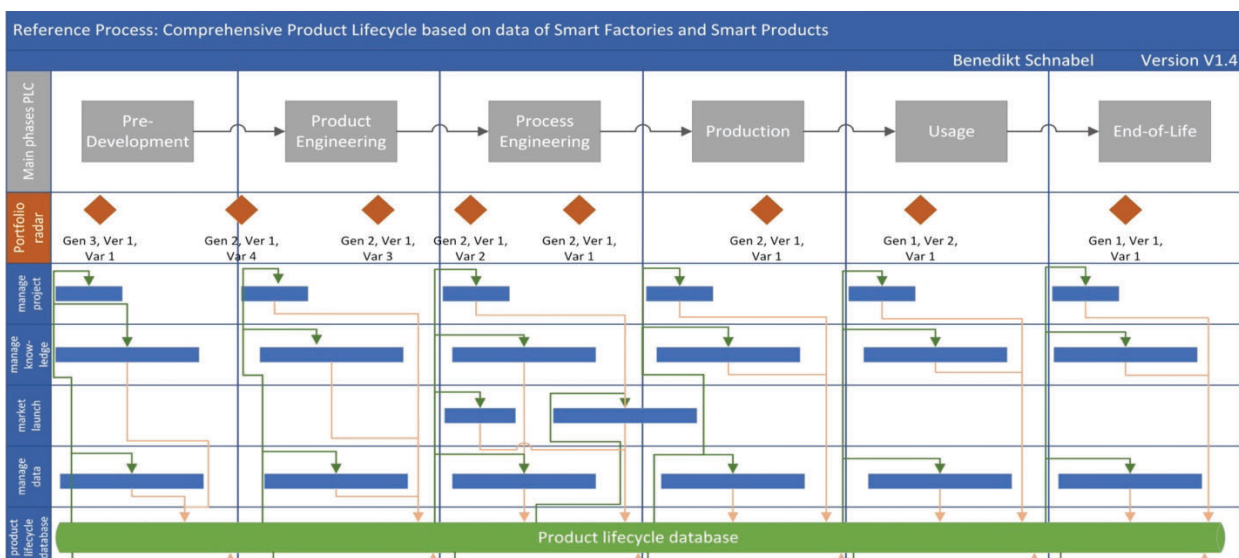 Reference Process: Comprehensive Product Lifecycle based on data of Smart Factories and Smart Products
Benedikt Schnabel Version V1.4
Main phases PLC
Pre-
Development
Product
Engineering
Process
Engineering
Production
Usage
End-of-Life
Portfolio
radar
Gen 3, Ver 1,
Var 1
Gen 2, Ver 1,
Var 4
Gen 2, Ver 1,
Var 3
Gen 2, Ver 1,
Var 2
Gen 2, Ver 1,
Var 1
Gen 2, Ver 1,
Var 1
Gen 1, Ver 2,
Var 1
Gen 1, Ver 1,
Var 1
manage
project
manage
know-
ledge
market
launch
manage
data
product
lifecycle
database
Product lifecycle database